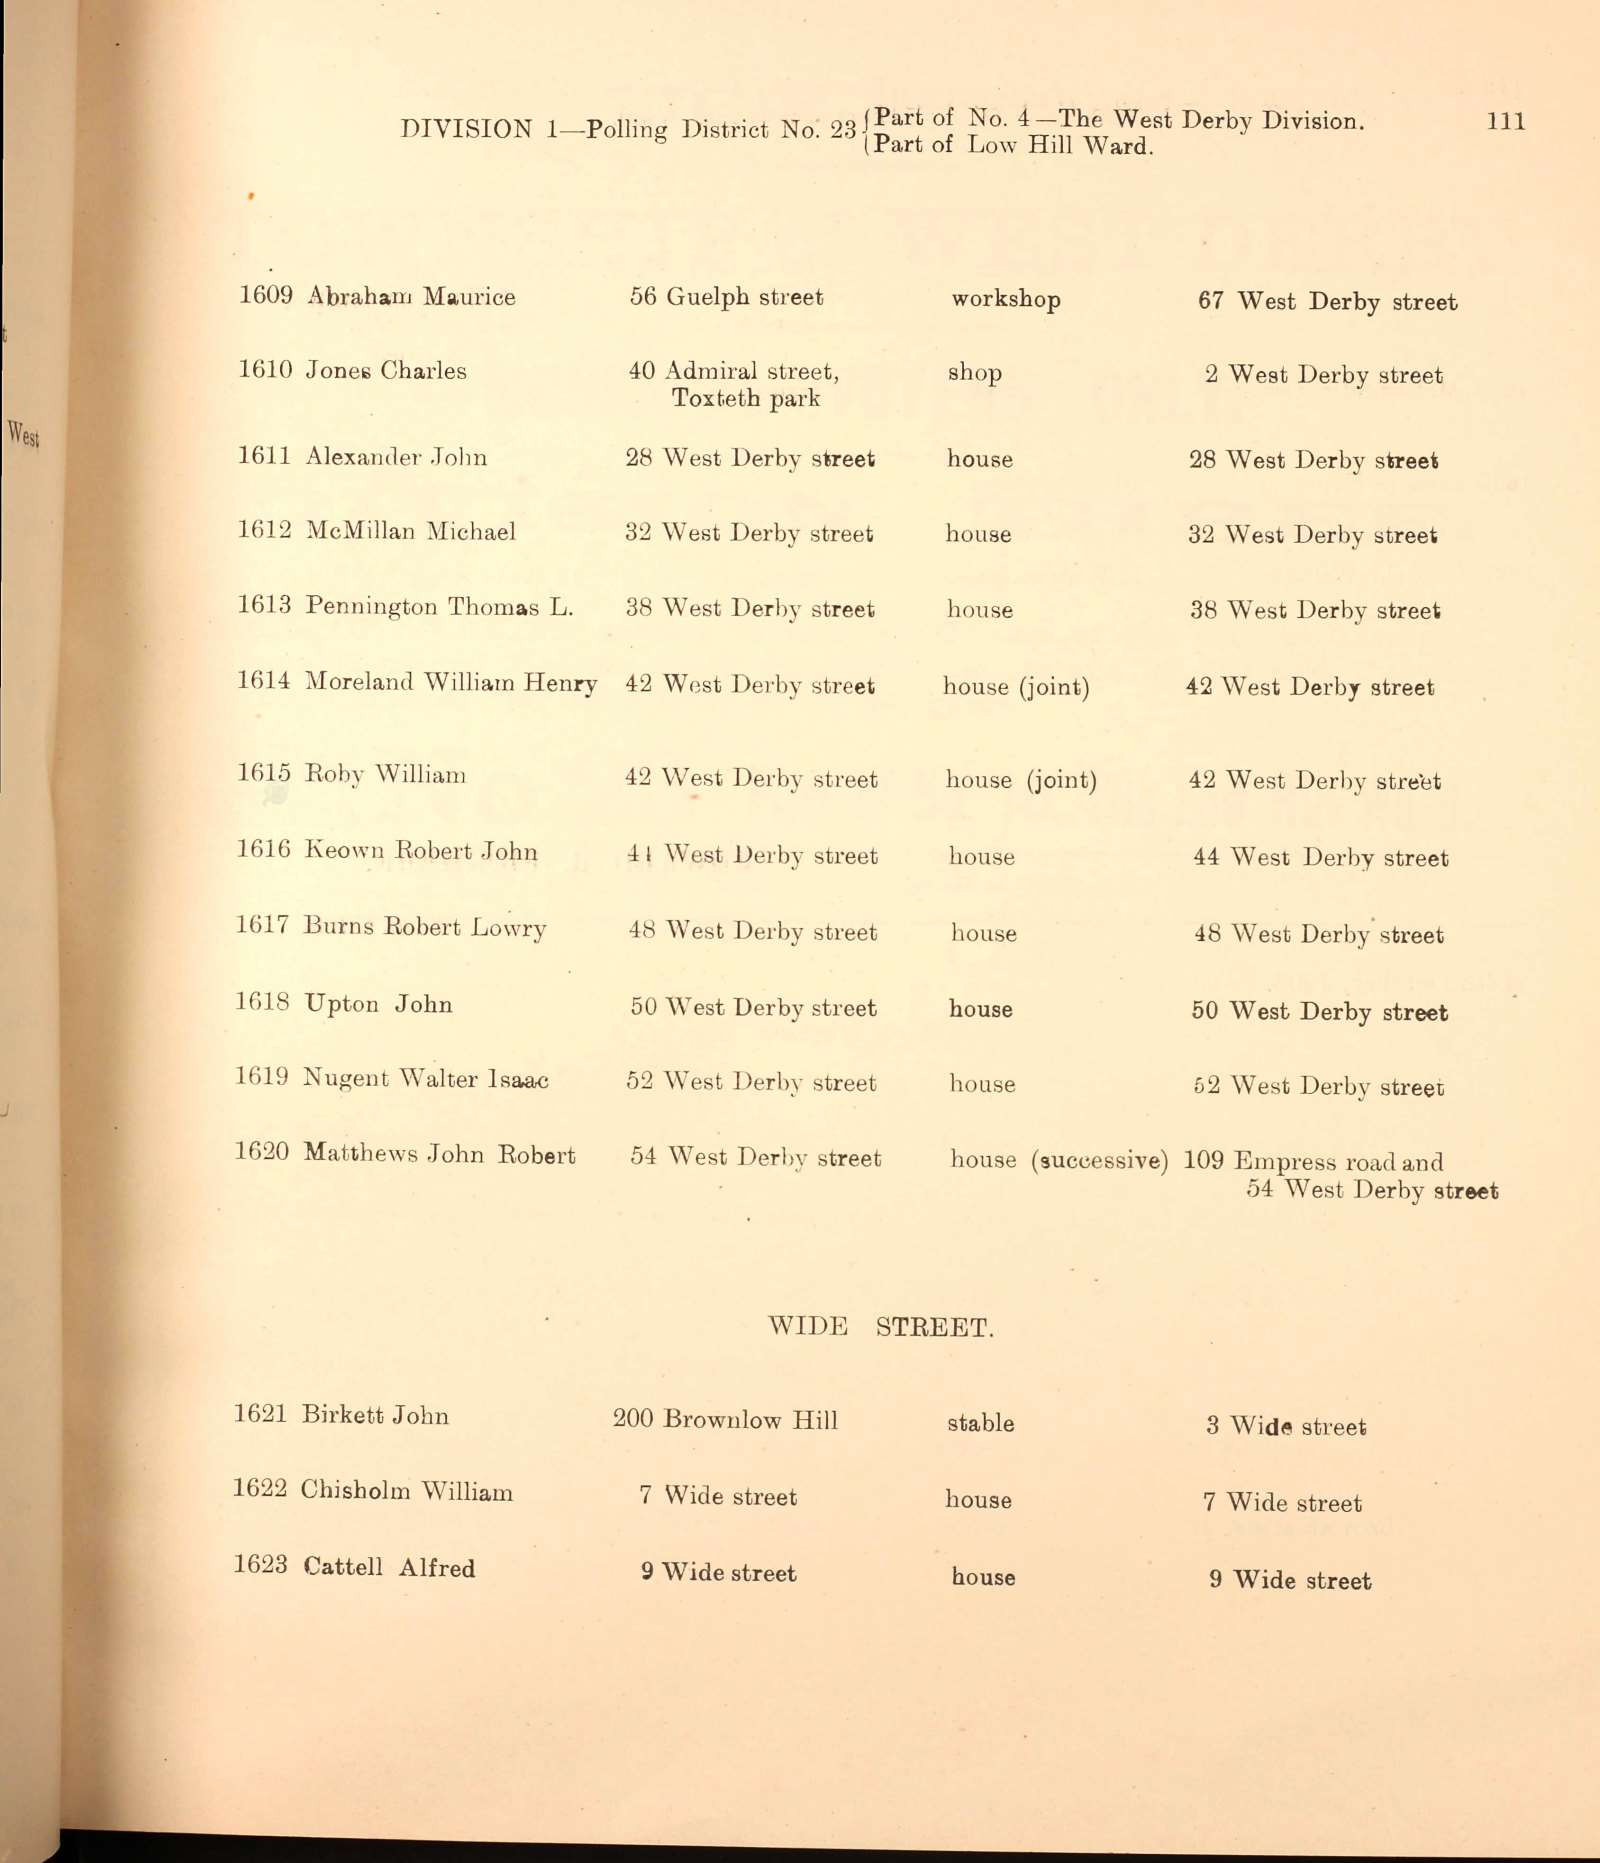 DIVISION 1—Polling District No. 23 {Part of No. 4—The West Derby Division. 111
{Part of Low Hill Ward.
1609 Abraham Maurice 56 Guelph street workshop 67 West Derby street
1610 Jones Charles 40 Admiral street, shop 2 West Derby street
Toxteth park
1611 Alexander John 28 West Derby street house 28 West Derby street
1612 McMillan Michael 32 West Derby street house 32 West Derby street
1613 Pennington Thomas L. 38 West Derby street house 38 West Derby street
1614 Moreland William Henry 42 West Derby street house (joint) 42 West Derby street
1615 Roby William 42 West Derby street house (joint) 42 West Derby street
1616 Keown Robert John 44 West Derby street house 44 West Derby street
1617 Burns Robert Lowry 48 West Derby street house 48 West Derby street
1618 Upton John 50 West Derby street house 50 West Derby street
1619 Nugent Walter Isaac 52 West Derby street house 52 West Derby street
1620 Matthews John Robert 54 West Derby street house (successive) 109 Empress road and
54 West Derby street
WIDE STREET.
1621 Birkett John 200 Brownlow Hill stable 3 Wide street
1622 Chisholm William 7 Wide street house 7 Wide street
1623 Cattell Alfred 9 Wide street house 9 Wide street
West